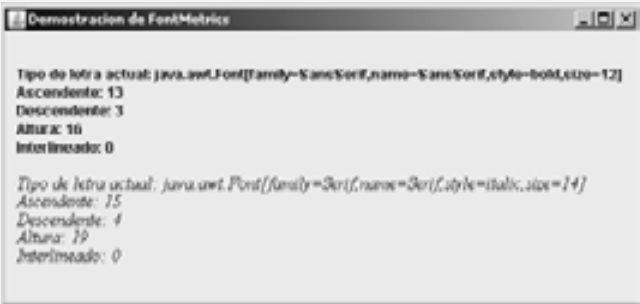 Demostracion de FontMetrics
Tipo de letra actual: java.awt.Font[family=SansSerif,name=SansSerif,style=bold,size=12]
Ascendente: 13
Descendente: 3
Altura: 16
Interlineado: 0
Tipo de letra actual: java.awt.Font[family=Serif,name=Serif,style=italic,size=14]
Ascendente: 15
Descendente: 4
Altura: 19
Interlineado: 0